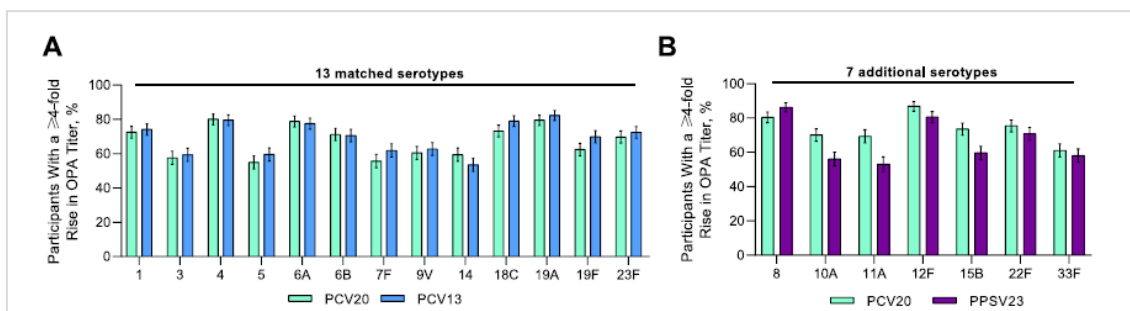 A
13 matched serotypes
Participants With a ≥4-fold
Rise in OPA Titer, %
100
80
60
40
20
0
1 3 4 5 6A 6B 7F 9V 14 18C 19A 19F 23F
PCV20 PCV13
B
7 additional serotypes
Participants With a ≥4-fold
Rise in OPA Titer, %
100
80
60
40
20
0
8 10A 11A 12F 15B 22F 33F
PCV20 PPSV23